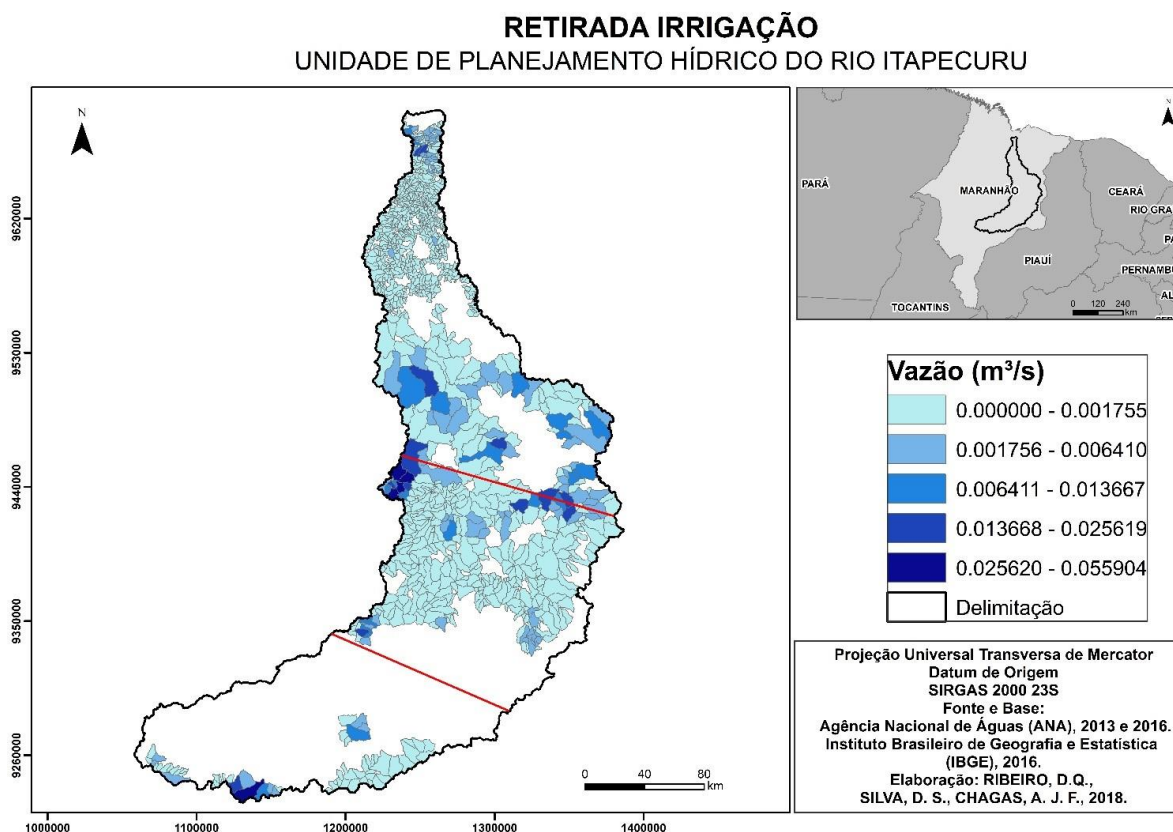 RETIRADA IRRIGAÇÃO
UNIDADE DE PLANEJAMENTO HÍDRICO DO RIO ITAPECURU
N
9620000
9530000
9440000
9350000
9260000
0 40 80
km
1000000 1100000 1200000 1300000 1400000
N
PARÁ
MARANHÃO
CEARÁ
RIO GRA
PIAUÍ
PERNAMBU
AL
TOCANTINS
0 120 240
km
Vazão (m³/s)
0.000000 - 0.001755
0.001756 - 0.006410
0.006411 - 0.013667
0.013668 - 0.025619
0.025620 - 0.055904
Delimitação
Projeção Universal Transversa de Mercator
Datum de Origem
SIRGAS 2000 23S
Fonte e Base:
Agência Nacional de Águas (ANA), 2013 e 2016.
Instituto Brasileiro de Geografia e Estatística
(IBGE), 2016.
Elaboração: RIBEIRO, D.Q.,
SILVA, D. S., CHAGAS, A. J. F., 2018.